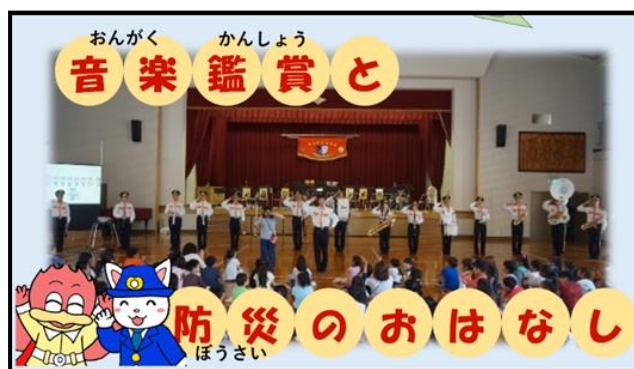 おんがく かんしょう
音楽鑑賞と
防災のおはなし
ぼうさい